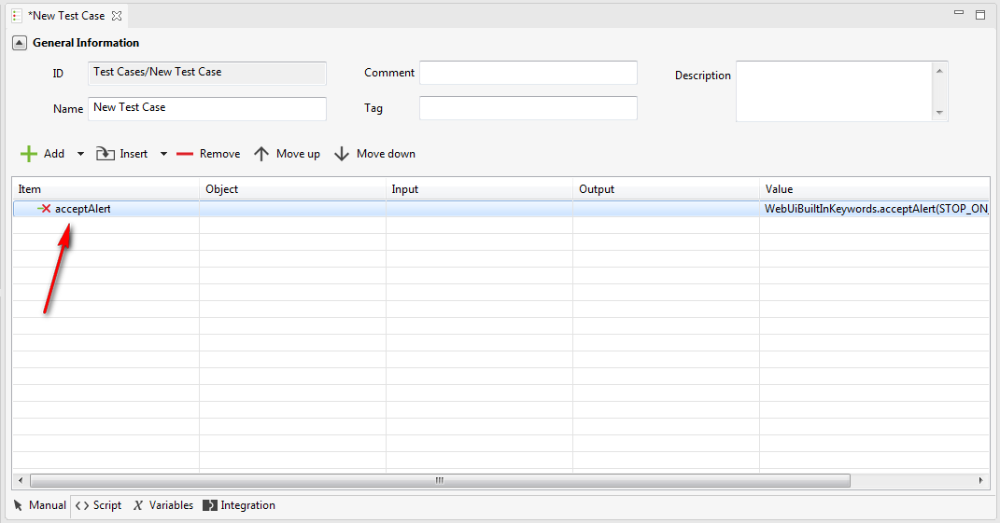 *New Test Case
General Information
ID Test Cases/New Test Case Comment Description
Name New Test Case Tag
Add Insert Remove Move up Move down
Item Object Input Output Value
acceptAlert WebUiBuiltInKeywords.acceptAlert(STOP_ON_
Manual Script Variables Integration